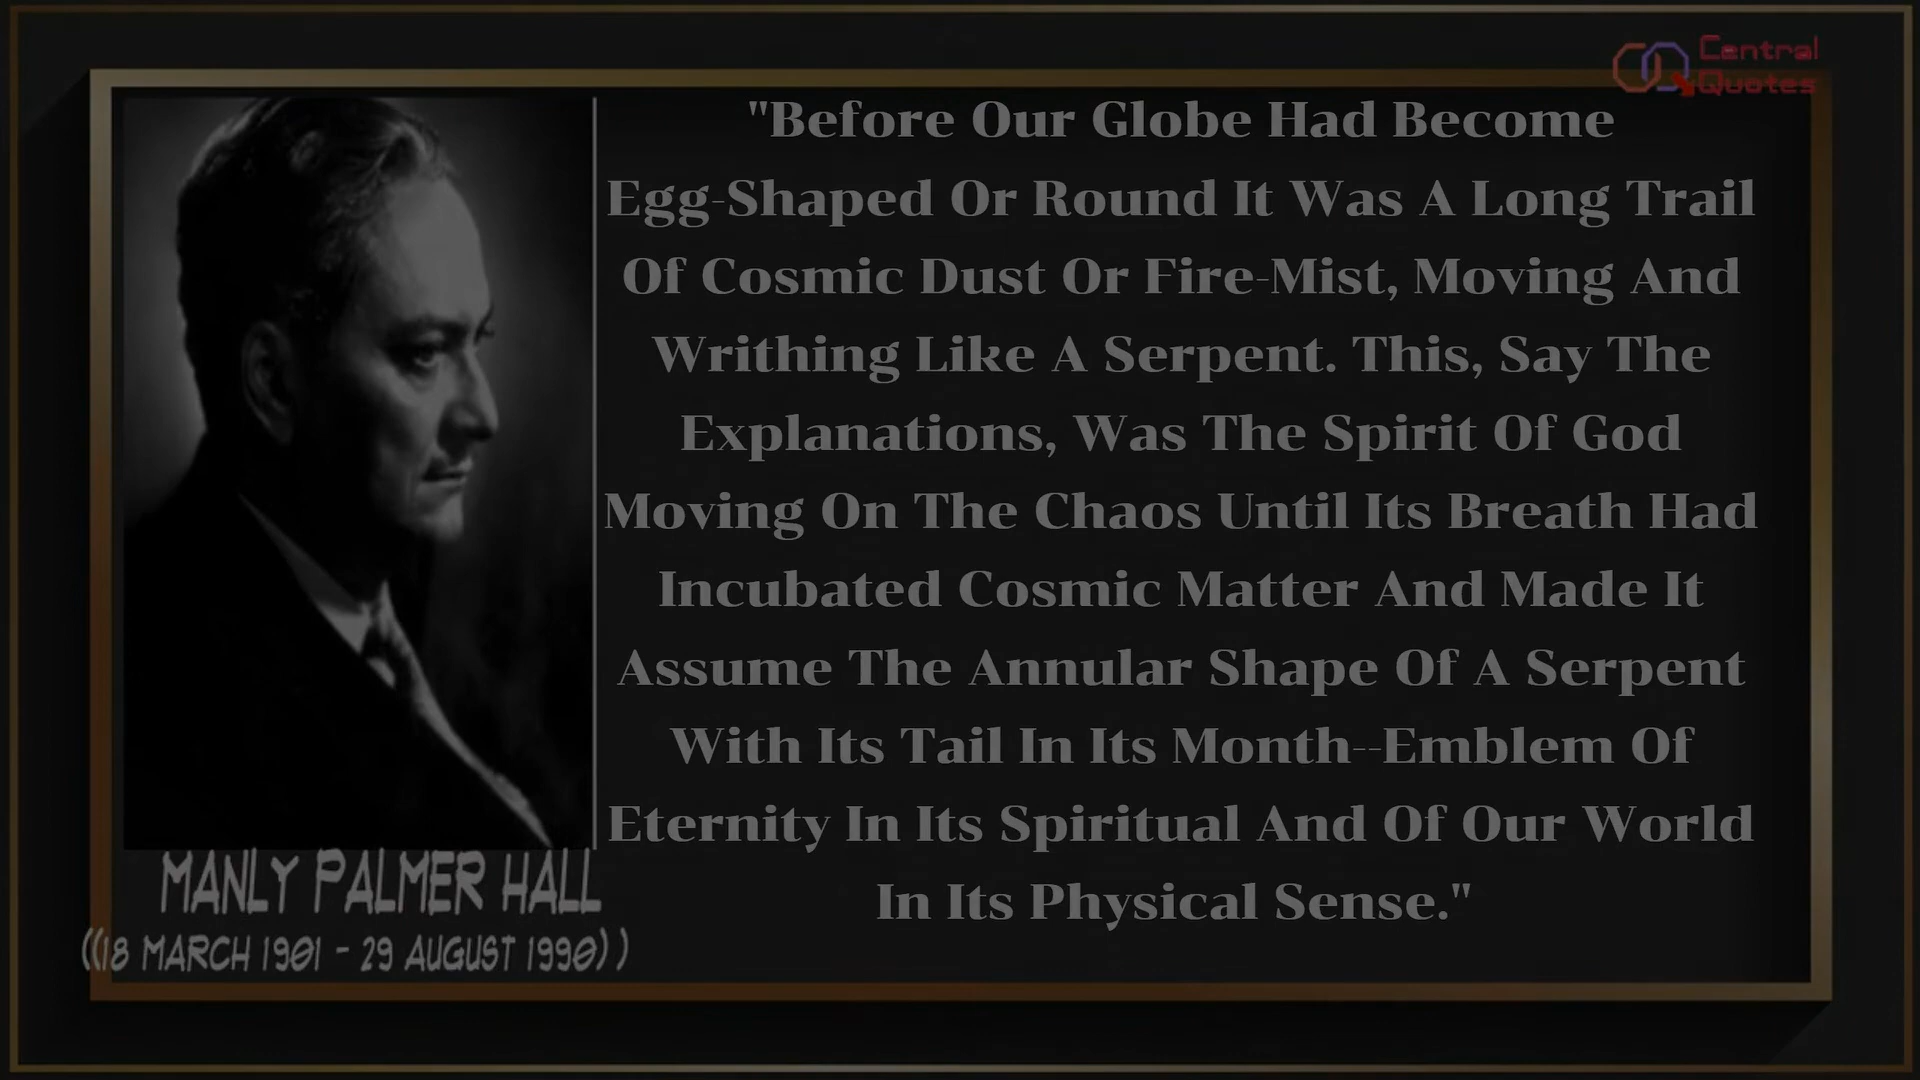 Central
Quotes
"Before Our Globe Had Become
Egg-Shaped Or Round It Was A Long Trail
Of Cosmic Dust Or Fire-Mist, Moving And
Writhing Like A Serpent. This, Say The
Explanations, Was The Spirit Of God
Moving On The Chaos Until Its Breath Had
Incubated Cosmic Matter And Made It
Assume The Annular Shape Of A Serpent
With Its Tail In Its Month--Emblem Of
Eternity In Its Spiritual And Of Our World
In Its Physical Sense."
MANLY PALMER HALL
((18 MARCH 1901 - 29 AUGUST 1990))